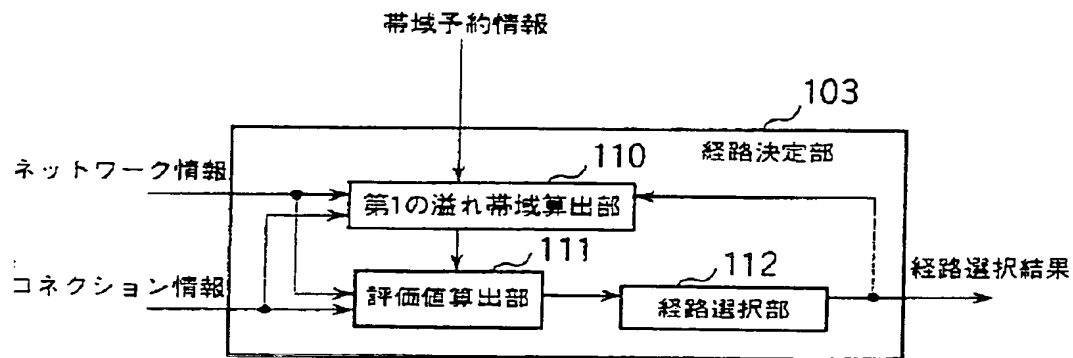 帯域予約情報
103
経路決定部
ネットワーク情報
110
第1の溢れ帯域算出部
111
評価値算出部
112
経路選択部
コネクション情報
経路選択結果